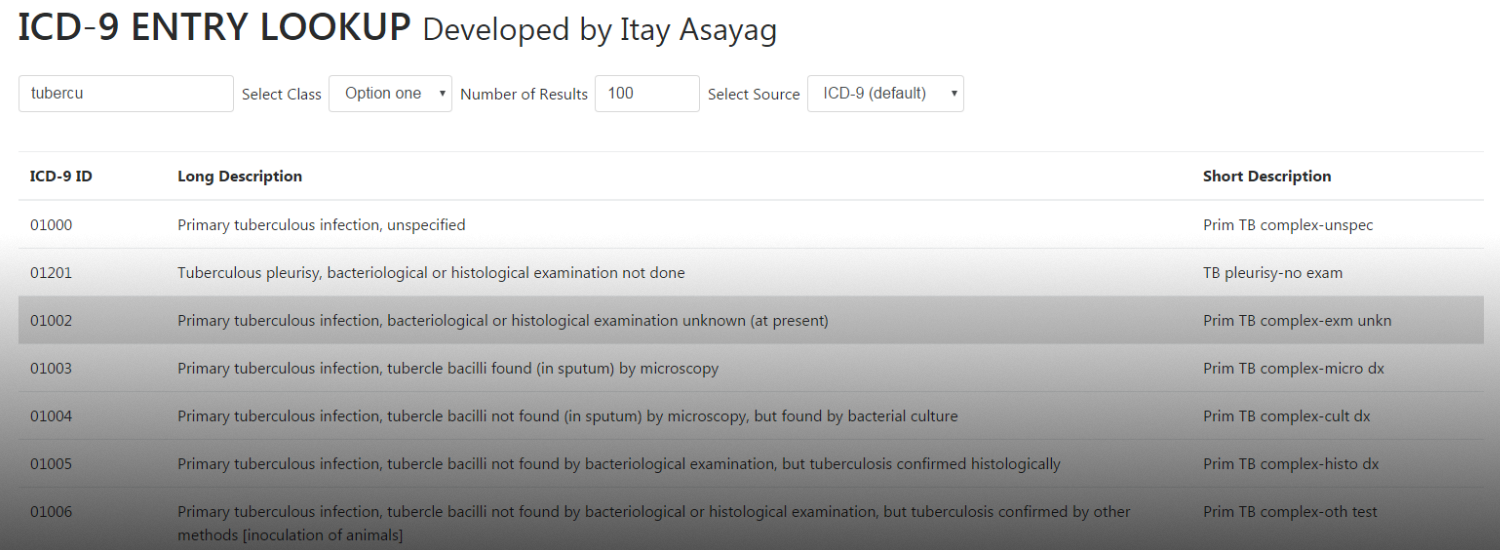 ICD-9 ENTRY LOOKUP Developed by Itay Asayag
tubercu Select Class Option one Number of Results 100 Select Source ICD-9 (default)
ICD-9 ID Long Description Short Description
01000 Primary tuberculous infection, unspecified Prim TB complex-unspec
01201 Tuberculous pleurisy, bacteriological or histological examination not done TB pleurisy-no exam
01002 Primary tuberculous infection, bacteriological or histological examination unknown (at present) Prim TB complex-exm unkn
01003 Primary tuberculous infection, tubercle bacilli found (in sputum) by microscopy Prim TB complex-micro dx
01004 Primary tuberculous infection, tubercle bacilli not found (in sputum) by microscopy, but found by bacterial culture Prim TB complex-cult dx
01005 Primary tuberculous infection, tubercle bacilli not found by bacteriological examination, but tuberculosis confirmed histologically Prim TB complex-histo dx
01006 Primary tuberculous infection, tubercle bacilli not found by bacteriological or histological examination, but tuberculosis confirmed by other Prim TB complex-oth test
methods [inoculation of animals]